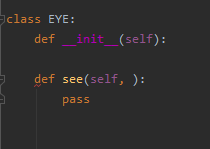 class EYE:
def __init__(self):
def see(self, ):
pass